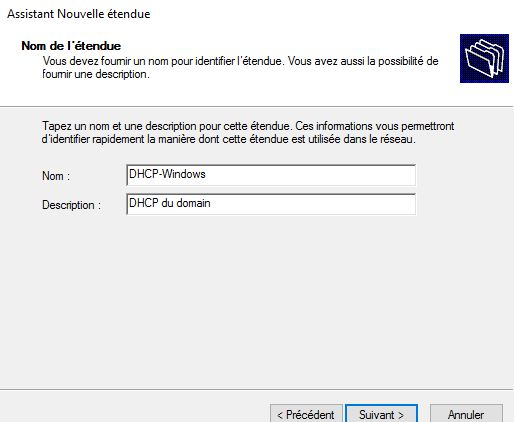 Assistant Nouvelle étendue
Nom de l'étendue
Vous devez fournir un nom pour identifier l'étendue. Vous avez aussi la possibilité de
fournir une description.
Tapez un nom et une description pour cette étendue. Ces informations vous permettront
d'identifier rapidement la manière dont cette étendue est utilisée dans le réseau.
Nom : DHCP-Windows
Description : DHCP du domain
< Précédent Suivant > Annuler